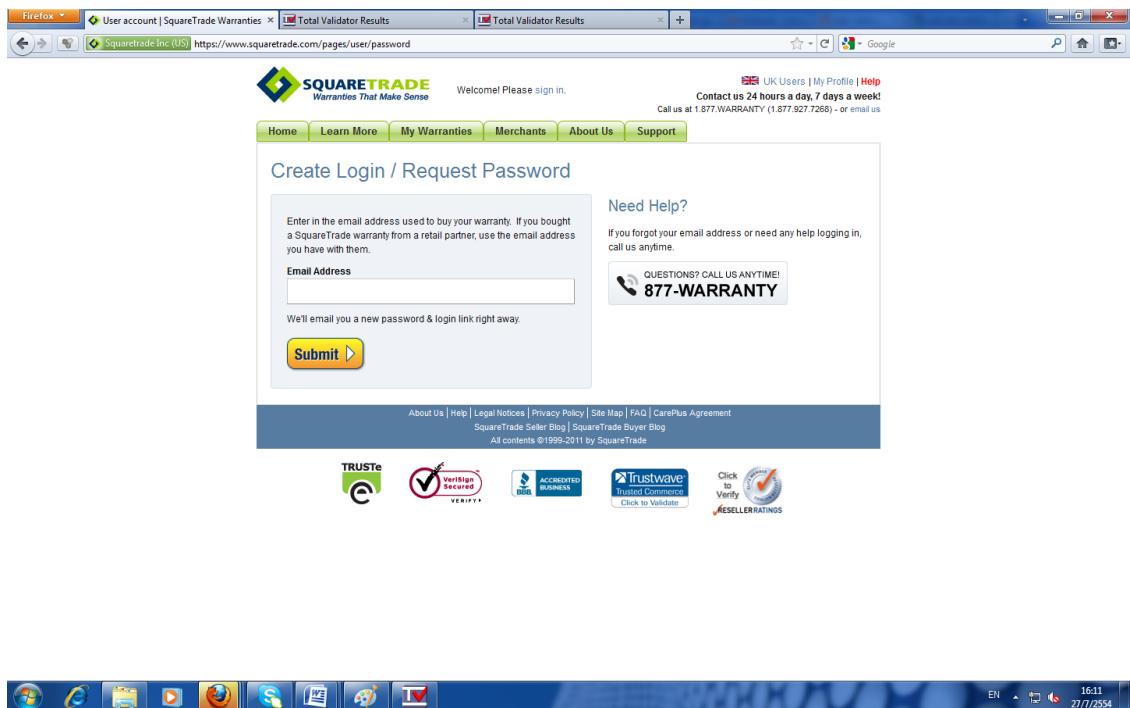 Firefox
User account | SquareTrade Warranties
Total Validator Results
Total Validator Results
Squaretrade Inc (US) https://www.squaretrade.com/pages/user/password
Google
SQUARETRADE
Warranties That Make Sense
Welcome! Please sign in.
UK Users | My Profile | Help
Contact us 24 hours a day, 7 days a week!
Call us at 1.877.WARRANTY (1.877.927.7268) - or email us
Home Learn More My Warranties Merchants About Us Support
Create Login / Request Password
Enter in the email address used to buy your warranty. If you bought
a SquareTrade warranty from a retail partner, use the email address
you have with them.
Email Address
We'll email you a new password & login link right away.
Submit
Need Help?
If you forgot your email address or need any help logging in,
call us anytime.
QUESTIONS? CALL US ANYTIME!
877-WARRANTY
About Us | Help | Legal Notices | Privacy Policy | Site Map | FAQ | CarePlus Agreement
SquareTrade Seller Blog | SquareTrade Buyer Blog
All contents ©1999-2011 by SquareTrade
TRUSTe
VeriSign
Secured
VERIFY
BBB.
ACCREDITED
BUSINESS
Trustwave
Trusted Commerce
Click to Validate
Click
to
Verify
RESELLERRATINGS
EN
16:11
27/7/2554